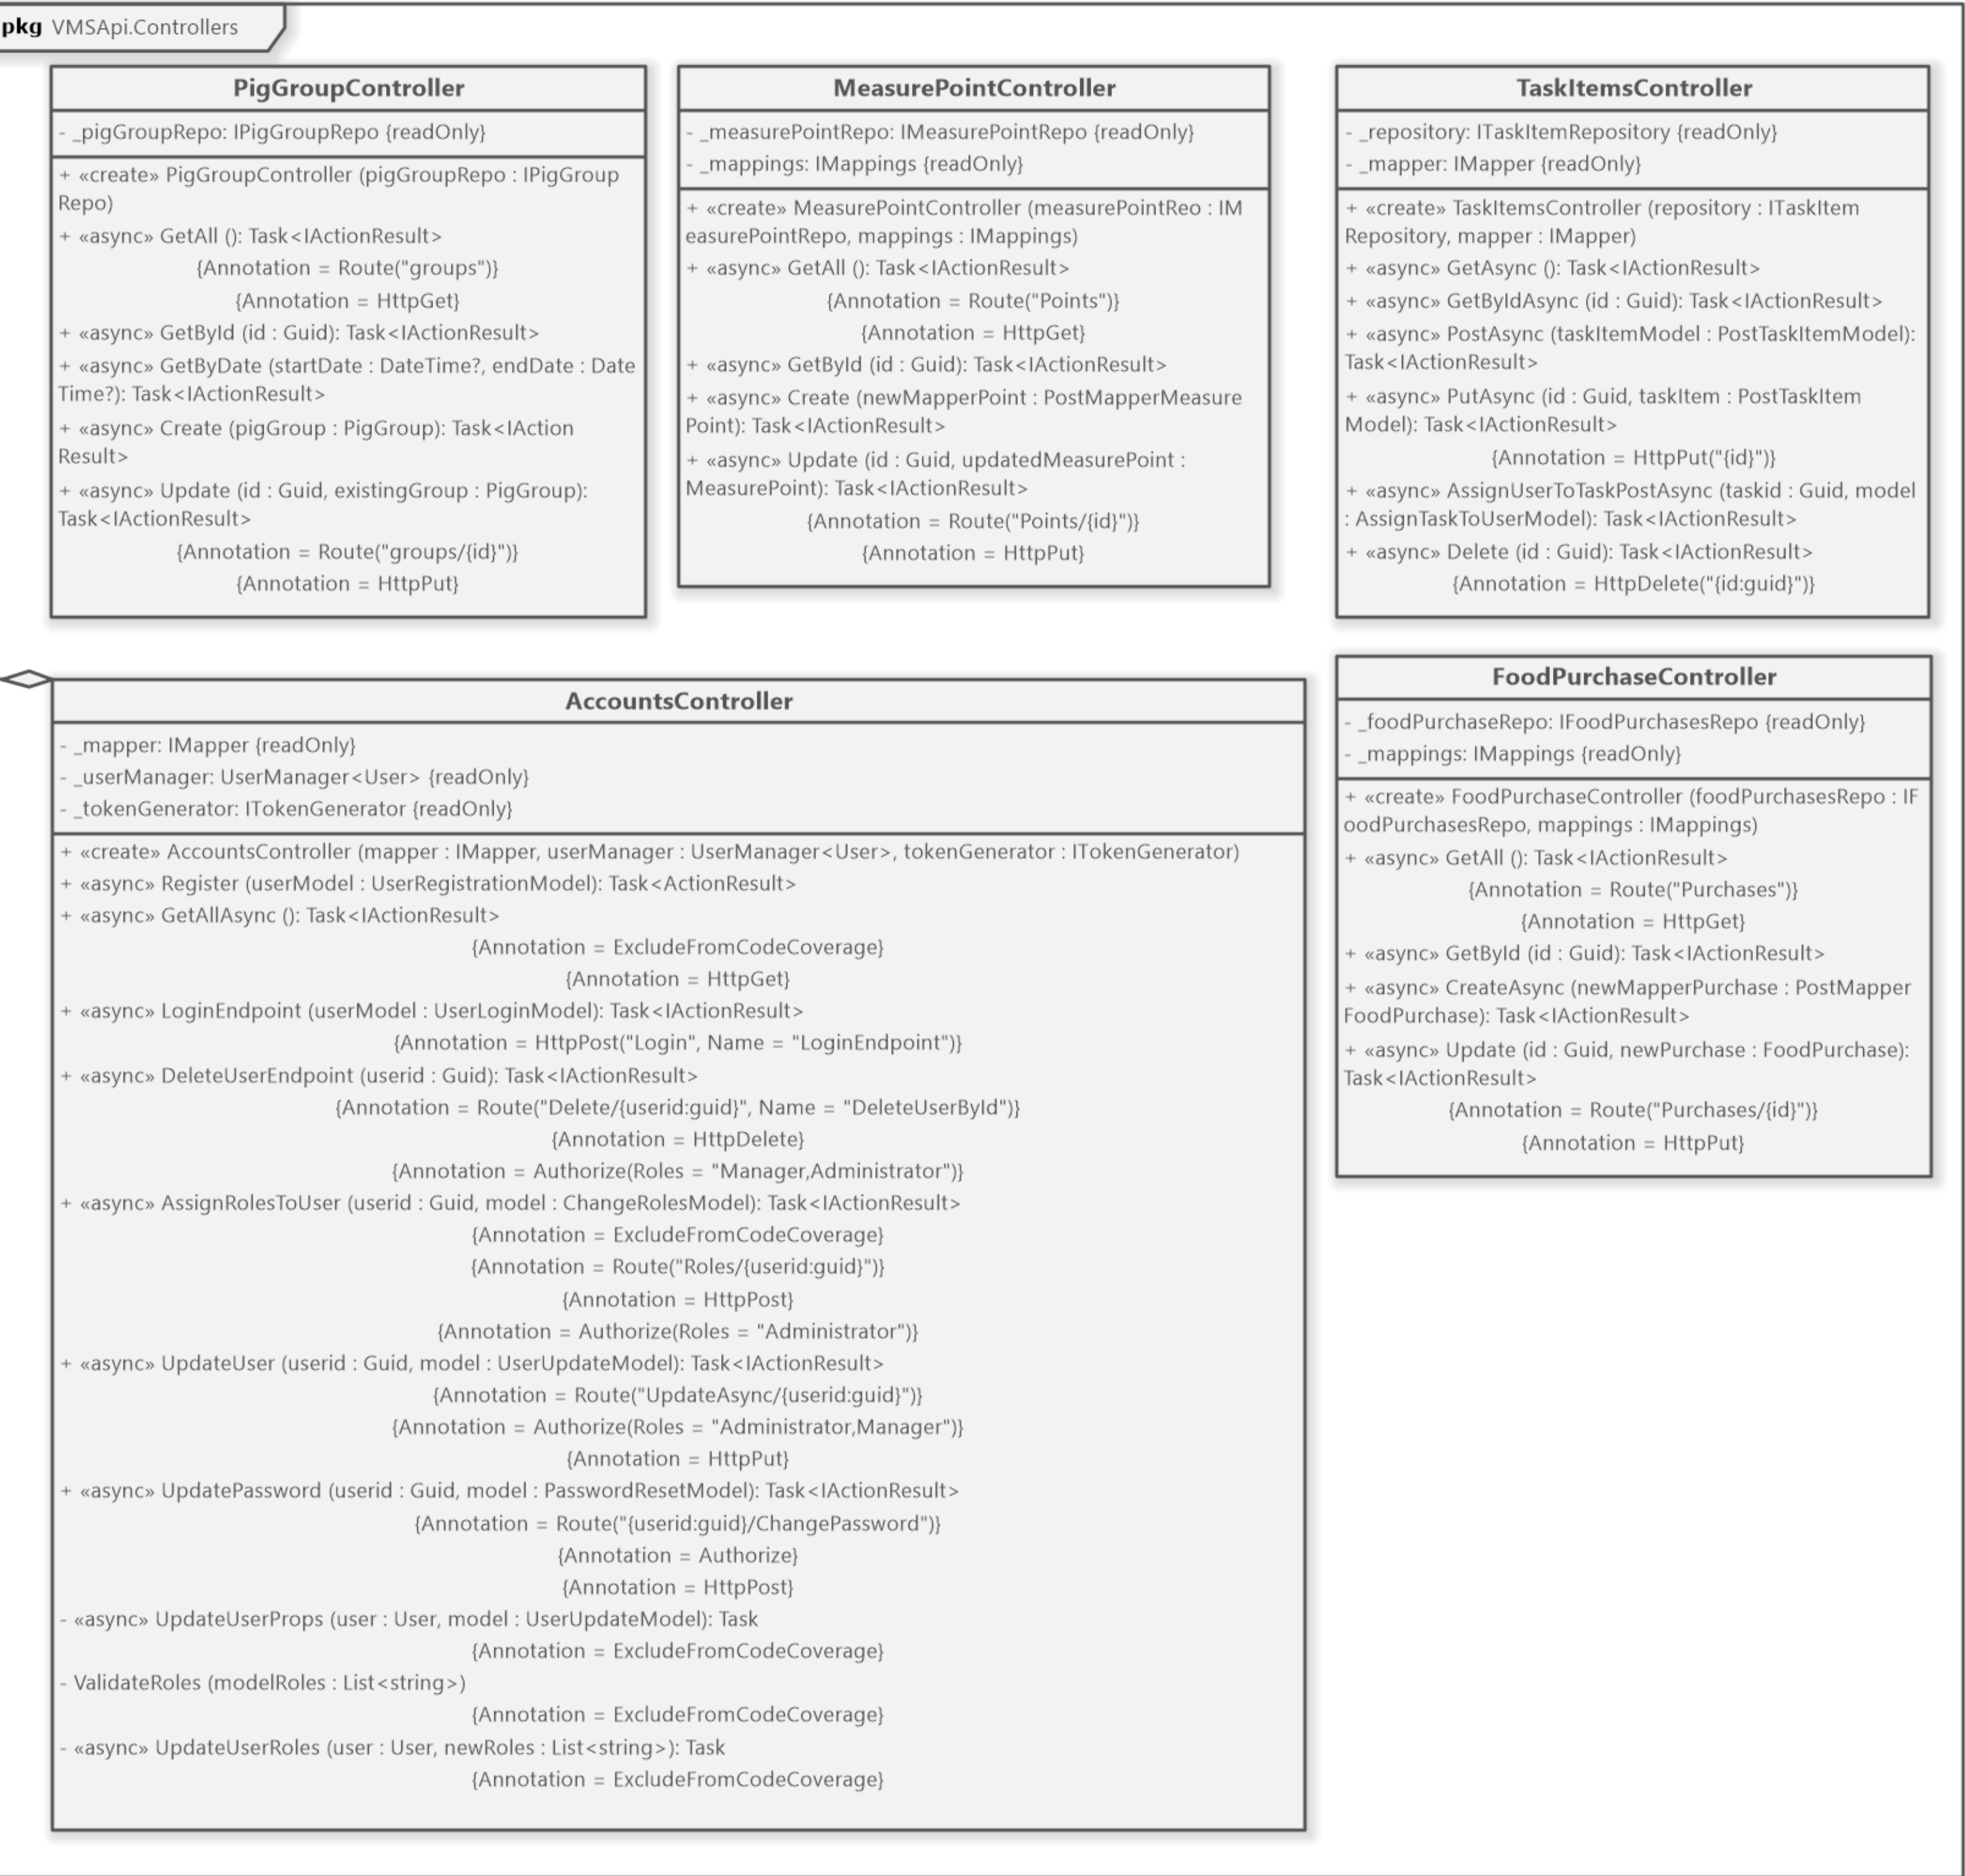 pkg VMSApi.Controllers
PigGroupController
- _pigGroupRepo: IPigGroupRepo {readOnly}
+ «create» PigGroupController (pigGroupRepo : IPigGroup
Repo)
+ «async» GetAll (): Task<IActionResult>
{Annotation = Route("groups")}
{Annotation = HttpGet}
+ «async» GetById (id : Guid): Task<IActionResult>
+ «async» GetByDate (startDate : DateTime?, endDate : Date
Time?): Task<IActionResult>
+ «async» Create (pigGroup : PigGroup): Task<IAction
Result>
+ «async» Update (id : Guid, existingGroup : PigGroup):
Task<IActionResult>
{Annotation = Route("groups/{id}")}
{Annotation = HttpPut}
MeasurePointController
- _measurePointRepo: IMeasurePointRepo {readOnly}
- _mappings: IMappings {readOnly}
+ «create» MeasurePointController (measurePointReo : IM
easurePointRepo, mappings : IMappings)
+ «async» GetAll (): Task<IActionResult>
{Annotation = Route("Points")}
{Annotation = HttpGet}
+ «async» GetById (id : Guid): Task<IActionResult>
+ «async» Create (newMapperPoint : PostMapperMeasure
Point): Task<IActionResult>
+ «async» Update (id : Guid, updatedMeasurePoint :
MeasurePoint): Task<IActionResult>
{Annotation = Route("Points/{id}")}
{Annotation = HttpPut}
TaskItemsController
- _repository: ITaskItemRepository {readOnly}
- _mapper: IMapper {readOnly}
+ «create» TaskItemsController (repository : ITaskItem
Repository, mapper : IMapper)
+ «async» GetAsync (): Task<IActionResult>
+ «async» GetByIdAsync (id : Guid): Task<IActionResult>
+ «async» PostAsync (taskItemModel : PostTaskItemModel):
Task<IActionResult>
+ «async» PutAsync (id : Guid, taskItem : PostTaskItem
Model): Task<IActionResult>
{Annotation = HttpPut("{id}")}
+ «async» AssignUserToTaskPostAsync (taskid : Guid, model
: AssignTaskToUserModel): Task<IActionResult>
+ «async» Delete (id : Guid): Task<IActionResult>
{Annotation = HttpDelete("{id:guid}")}
AccountsController
- _mapper: IMapper {readOnly}
- _userManager: UserManager<User> {readOnly}
- _tokenGenerator: ITokenGenerator {readOnly}
+ «create» AccountsController (mapper : IMapper, userManager : UserManager<User>, tokenGenerator : ITokenGenerator)
+ «async» Register (userModel : UserRegistrationModel): Task<ActionResult>
+ «async» GetAllAsync (): Task<IActionResult>
{Annotation = ExcludeFromCodeCoverage}
{Annotation = HttpGet}
+ «async» LoginEndpoint (userModel : UserLoginModel): Task<IActionResult>
{Annotation = HttpPost("Login", Name = "LoginEndpoint")}
+ «async» DeleteUserEndpoint (userid : Guid): Task<IActionResult>
{Annotation = Route("Delete/{userid:guid}", Name = "DeleteUserById")}
{Annotation = HttpDelete}
{Annotation = Authorize(Roles = "Manager,Administrator")}
+ «async» AssignRolesToUser (userid : Guid, model : ChangeRolesModel): Task<IActionResult>
{Annotation = ExcludeFromCodeCoverage}
{Annotation = Route("Roles/{userid:guid}")}
{Annotation = HttpPost}
{Annotation = Authorize(Roles = "Administrator")}
+ «async» UpdateUser (userid : Guid, model : UserUpdateModel): Task<IActionResult>
{Annotation = Route("UpdateAsync/{userid:guid}")}
{Annotation = Authorize(Roles = "Administrator,Manager")}
{Annotation = HttpPut}
+ «async» UpdatePassword (userid : Guid, model : PasswordResetModel): Task<IActionResult>
{Annotation = Route("{userid:guid}/ChangePassword")}
{Annotation = Authorize}
{Annotation = HttpPost}
- «async» UpdateUserProps (user : User, model : UserUpdateModel): Task
{Annotation = ExcludeFromCodeCoverage}
- ValidateRoles (modelRoles : List<string>)
{Annotation = ExcludeFromCodeCoverage}
- «async» UpdateUserRoles (user : User, newRoles : List<string>): Task
{Annotation = ExcludeFromCodeCoverage}
FoodPurchaseController
- _foodPurchaseRepo: IFoodPurchasesRepo {readOnly}
- _mappings: IMappings {readOnly}
+ «create» FoodPurchaseController (foodPurchasesRepo : IF
oodPurchasesRepo, mappings : IMappings)
+ «async» GetAll (): Task<IActionResult>
{Annotation = Route("Purchases")}
{Annotation = HttpGet}
+ «async» GetById (id : Guid): Task<IActionResult>
+ «async» CreateAsync (newMapperPurchase : PostMapper
FoodPurchase): Task<IActionResult>
+ «async» Update (id : Guid, newPurchase : FoodPurchase):
Task<IActionResult>
{Annotation = Route("Purchases/{id}")}
{Annotation = HttpPut}